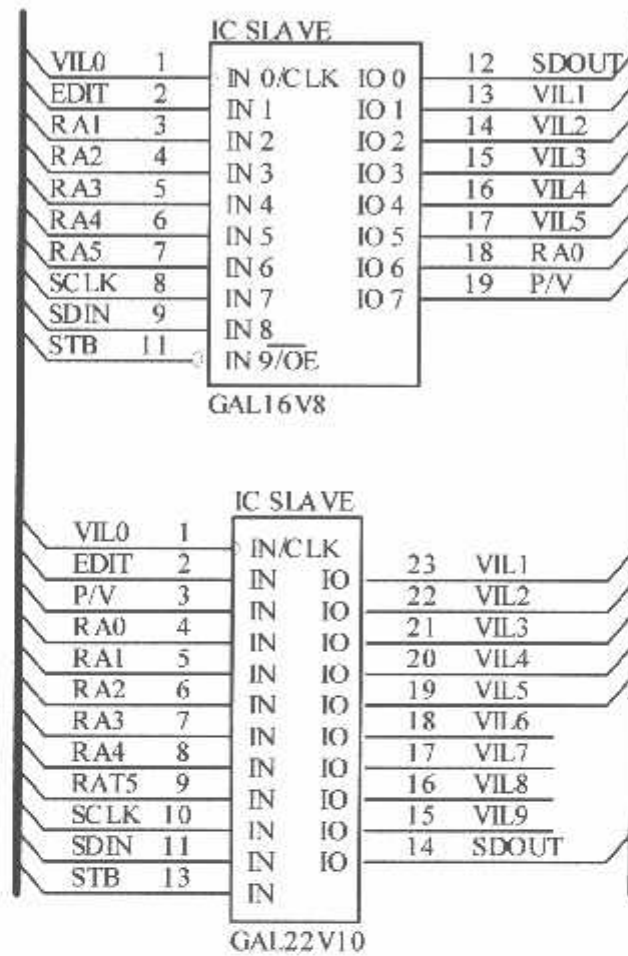 IC SLAVE
VIL0 1 IN 0/CLK IO 0 12 SDOUT
EDIT 2 IN 1 IO 1 13 VIL1
RA1 3 IN 2 IO 2 14 VIL2
RA2 4 IN 3 IO 3 15 VIL3
RA3 5 IN 4 IO 4 16 VIL4
RA4 6 IN 5 IO 5 17 VIL5
RA5 7 IN 6 IO 6 18 RA0
SCLK 8 IN 7 IO 7 19 P/V
SDIN 9 IN 8
STB 11 IN 9/OE
GAL16V8
IC SLAVE
VIL0 1 IN/CLK
EDIT 2 IN IO 23 VIL1
P/V 3 IN IO 22 VIL2
RA0 4 IN IO 21 VIL3
RA1 5 IN IO 20 VIL4
RA2 6 IN IO 19 VIL5
RA3 7 IN IO 18 VIL6
RA4 8 IN IO 17 VIL7
RAT5 9 IN IO 16 VIL8
SCLK 10 IN IO 15 VIL9
SDIN 11 IN IO 14 SDOUT
STB 13 IN
GAL22V10